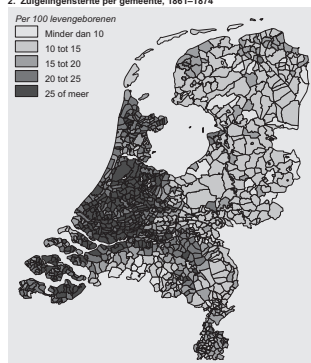 2. Zuigelingensterfte per gemeente, 1861–1874
Per 100 levengeborenen
Minder dan 10
10 tot 15
15 tot 20
20 tot 25
25 of meer